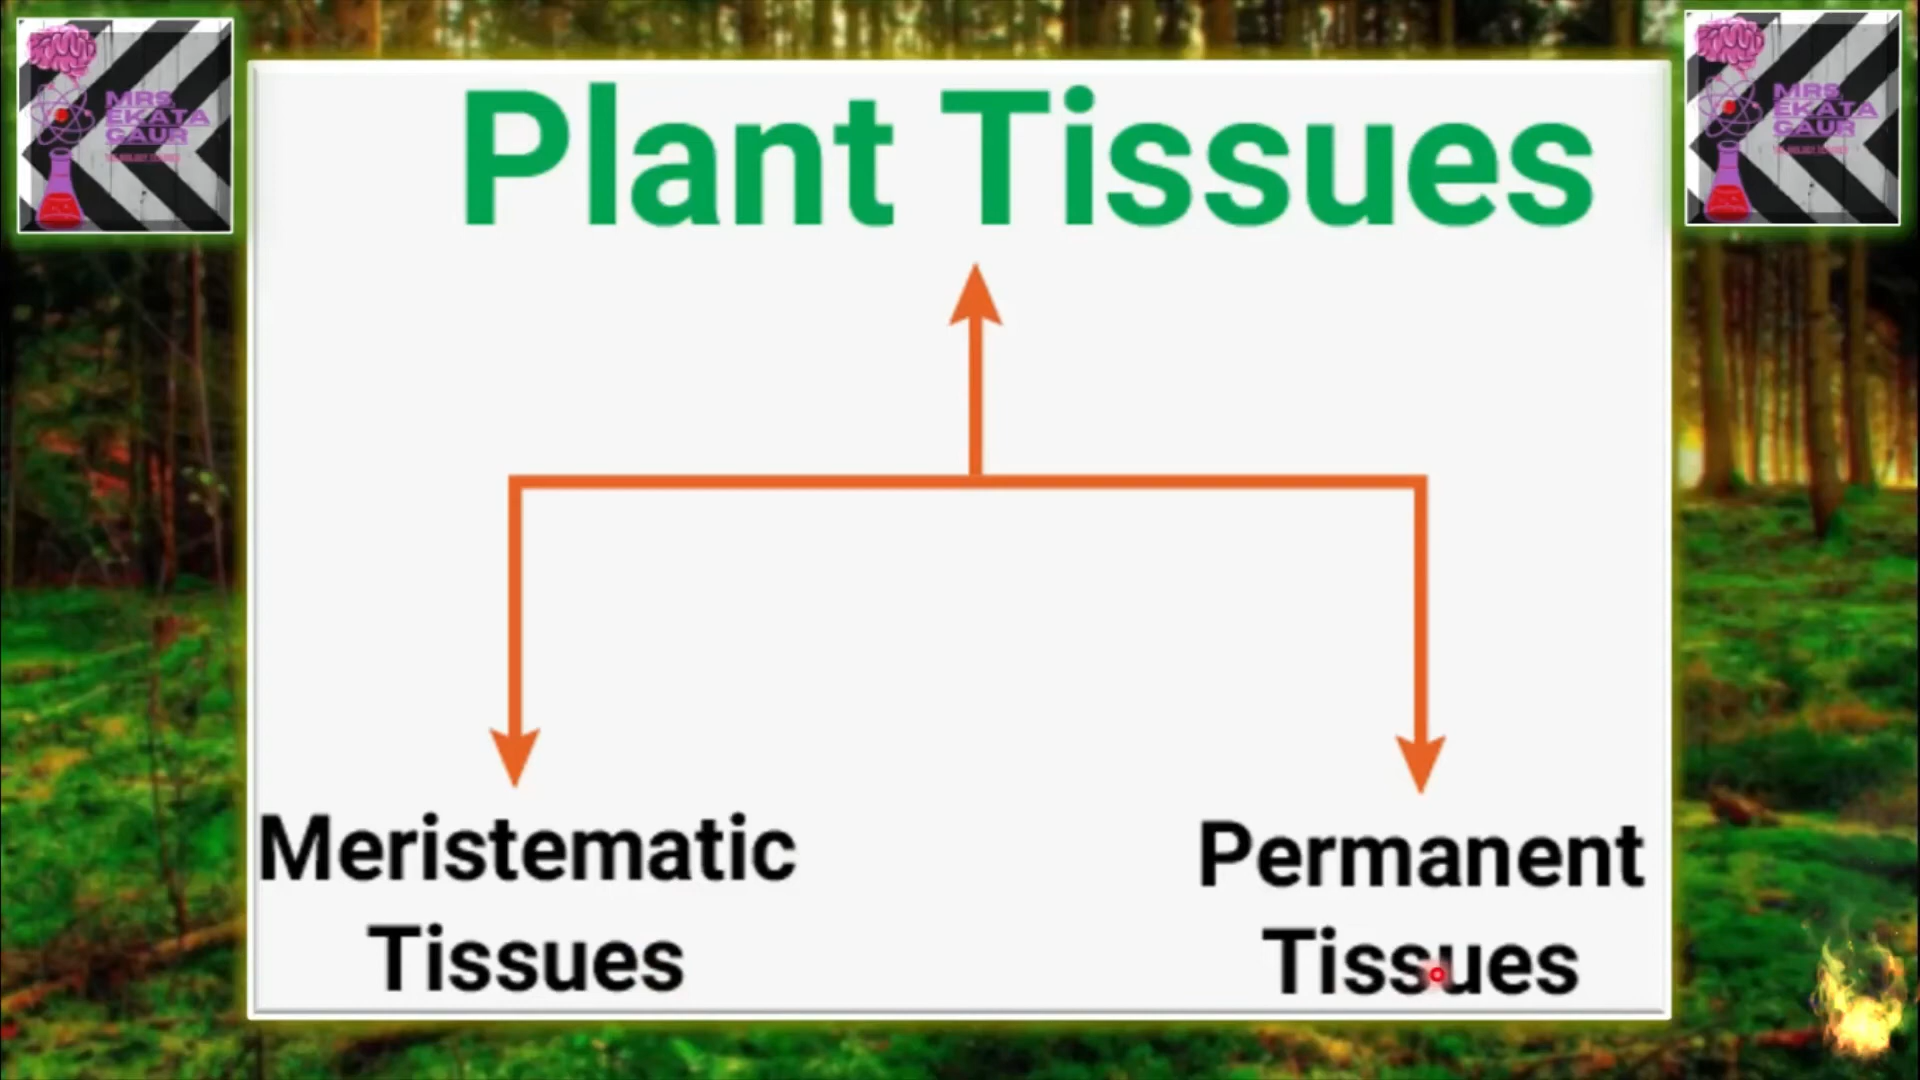 MRS.
EKATA
GAUR
MRS.
EKATA
GAUR
Plant Tissues
Meristematic
Tissues
Permanent
Tissues